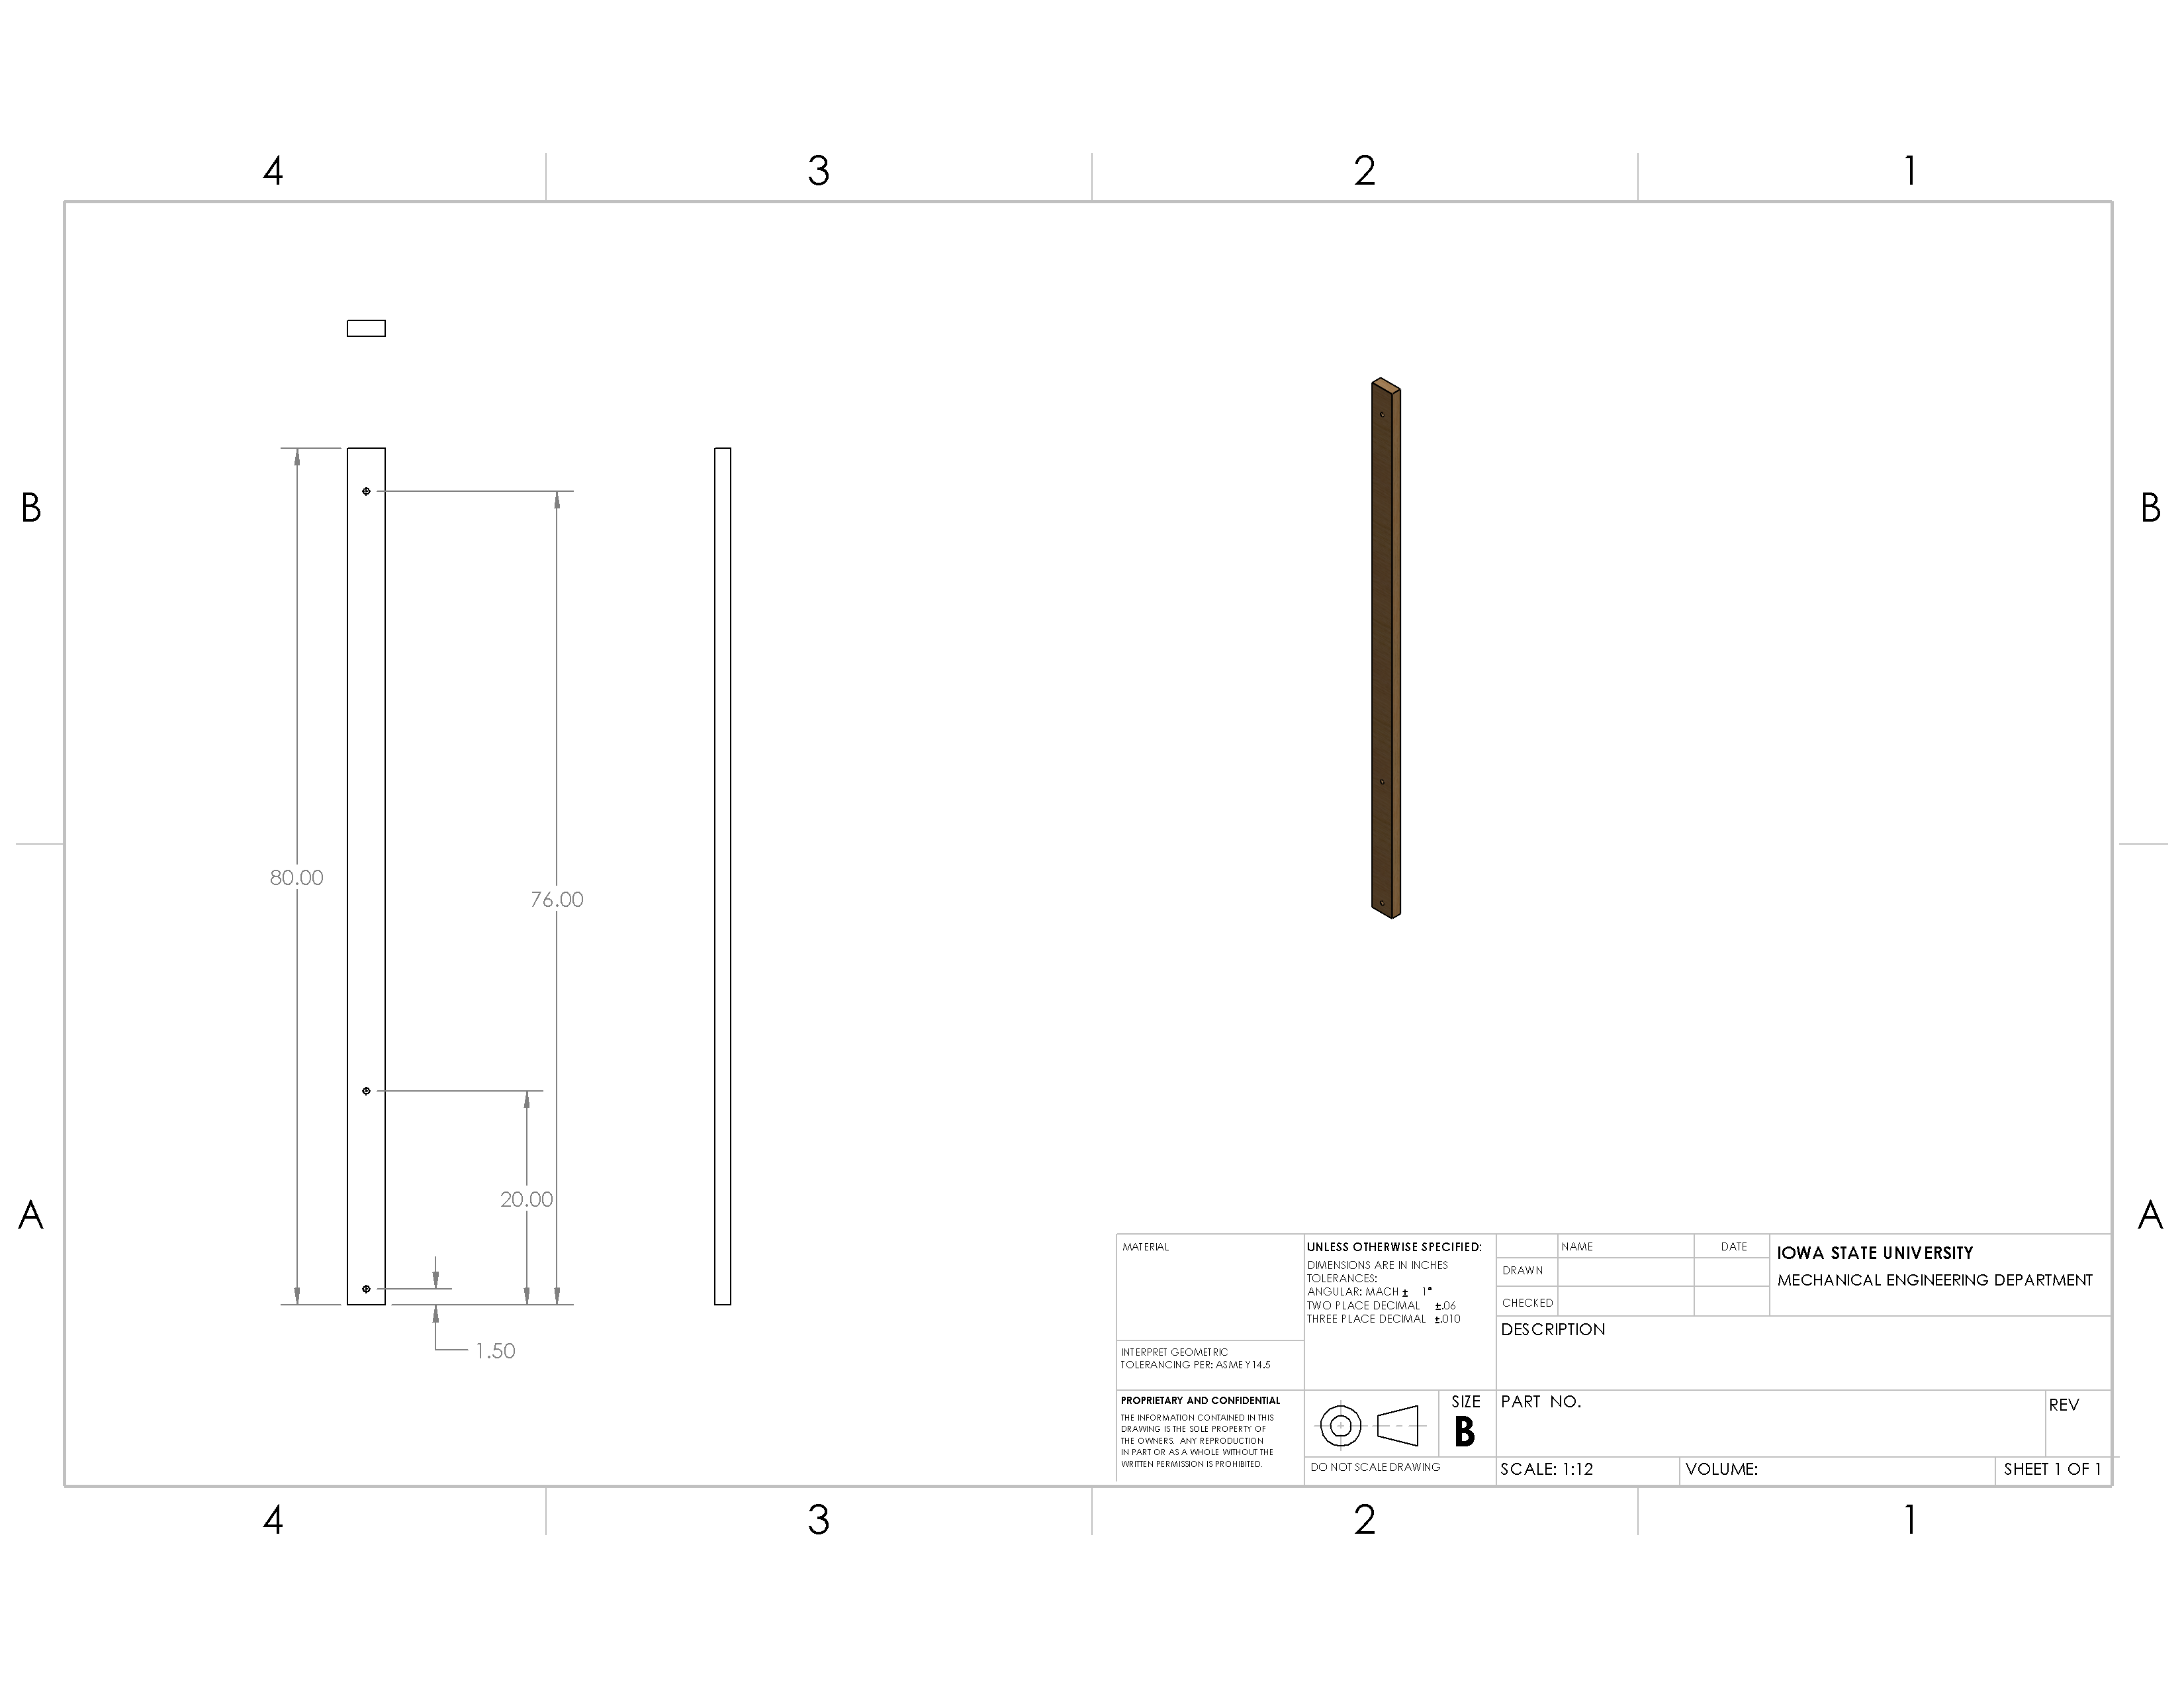 4 3 2 1
B B
80.00
76.00
20.00
A A
1.50
MATERIAL
INTERPRET GEOMETRIC
TOLERANCING PER: ASME Y14.5
PROPRIETARY AND CONFIDENTIAL
THE INFORMATION CONTAINED IN THIS
DRAWING IS THE SOLE PROPERTY OF
THE OWNERS. ANY REPRODUCTION
IN PART OR AS A WHOLE WITHOUT THE
WRITTEN PERMISSION IS PROHIBITED.
UNLESS OTHERWISE SPECIFIED:
DIMENSIONS ARE IN INCHES
TOLERANCES:
ANGULAR: MACH ± 1°
TWO PLACE DECIMAL ±.06
THREE PLACE DECIMAL ±.010
SIZE
B
DO NOT SCALE DRAWING
NAME DATE
DRAWN
CHECKED
IOWA STATE UNIVERSITY
MECHANICAL ENGINEERING DEPARTMENT
DESCRIPTION
PART NO.
REV
SCALE: 1:12
VOLUME:
SHEET 1 OF 1
4 3 2 1